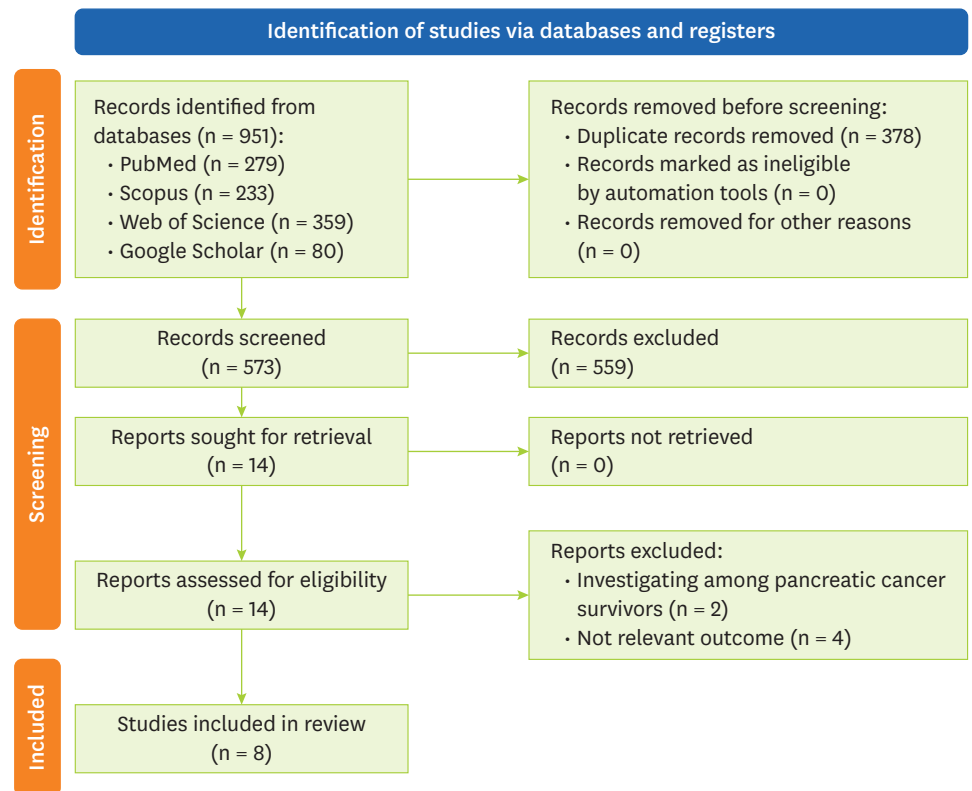 Identification of studies via databases and registers
Identification
Records identified from
databases (n = 951):
· PubMed (n = 279)
· Scopus (n = 233)
· Web of Science (n = 359)
· Google Scholar (n = 80)
Records removed before screening:
· Duplicate records removed (n = 378)
· Records marked as ineligible
by automation tools (n = 0)
· Records removed for other reasons
(n = 0)
Screening
Records screened
(n = 573)
Records excluded
(n = 559)
Reports sought for retrieval
(n = 14)
Reports not retrieved
(n = 0)
Reports assessed for eligibility
(n = 14)
Reports excluded:
· Investigating among pancreatic cancer
survivors (n = 2)
· Not relevant outcome (n = 4)
Included
Studies included in review
(n = 8)